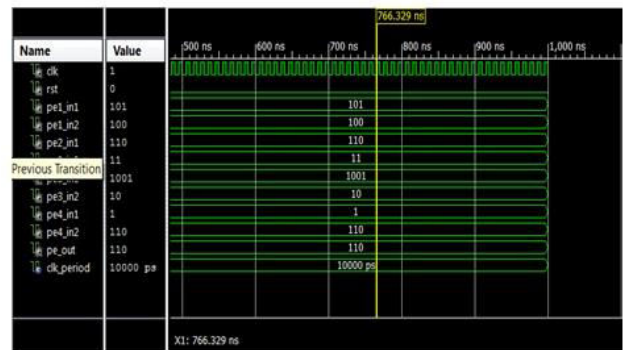 766.329 ns
Name Value 500 ns 600 ns 700 ns 800 ns 900 ns 1,000 ns
clk 1
rst 0
pe1_in1 101 101
pe1_in2 100 100
pe2_in1 110 110
11 11
Previous Transition
1001 1001
pe3_in2 10 10
pe4_in1 1 1
pe4_in2 110 110
pe_out 110 110
clk_period 10000 ps 10000 ps
X1: 766.329 ns